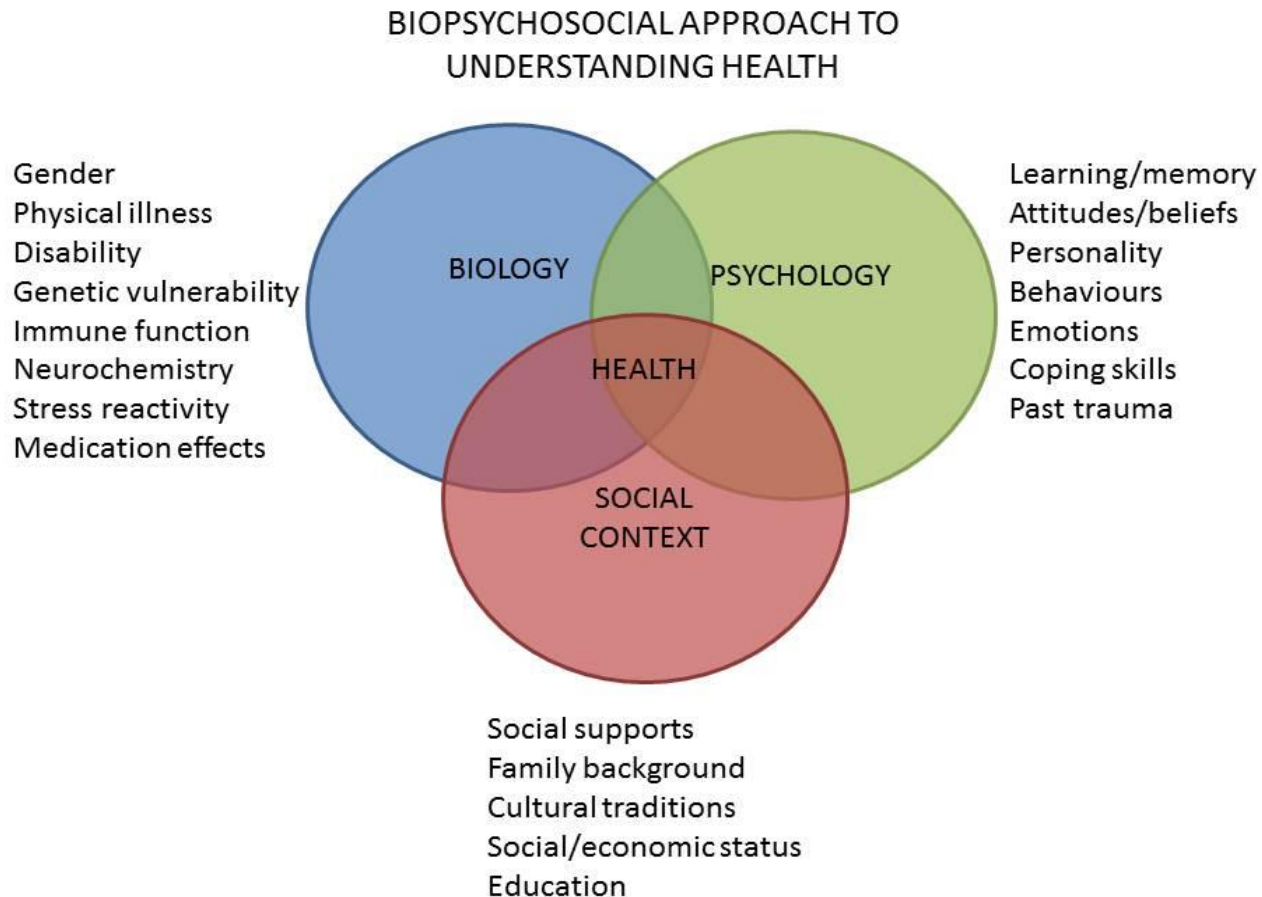 BIOPSYCHOSOCIAL APPROACH TO
UNDERSTANDING HEALTH
Gender
Physical illness
Disability
Genetic vulnerability
Immune function
Neurochemistry
Stress reactivity
Medication effects
BIOLOGY
PSYCHOLOGY
HEALTH
SOCIAL
CONTEXT
Learning/memory
Attitudes/beliefs
Personality
Behaviours
Emotions
Coping skills
Past trauma
Social supports
Family background
Cultural traditions
Social/economic status
Education